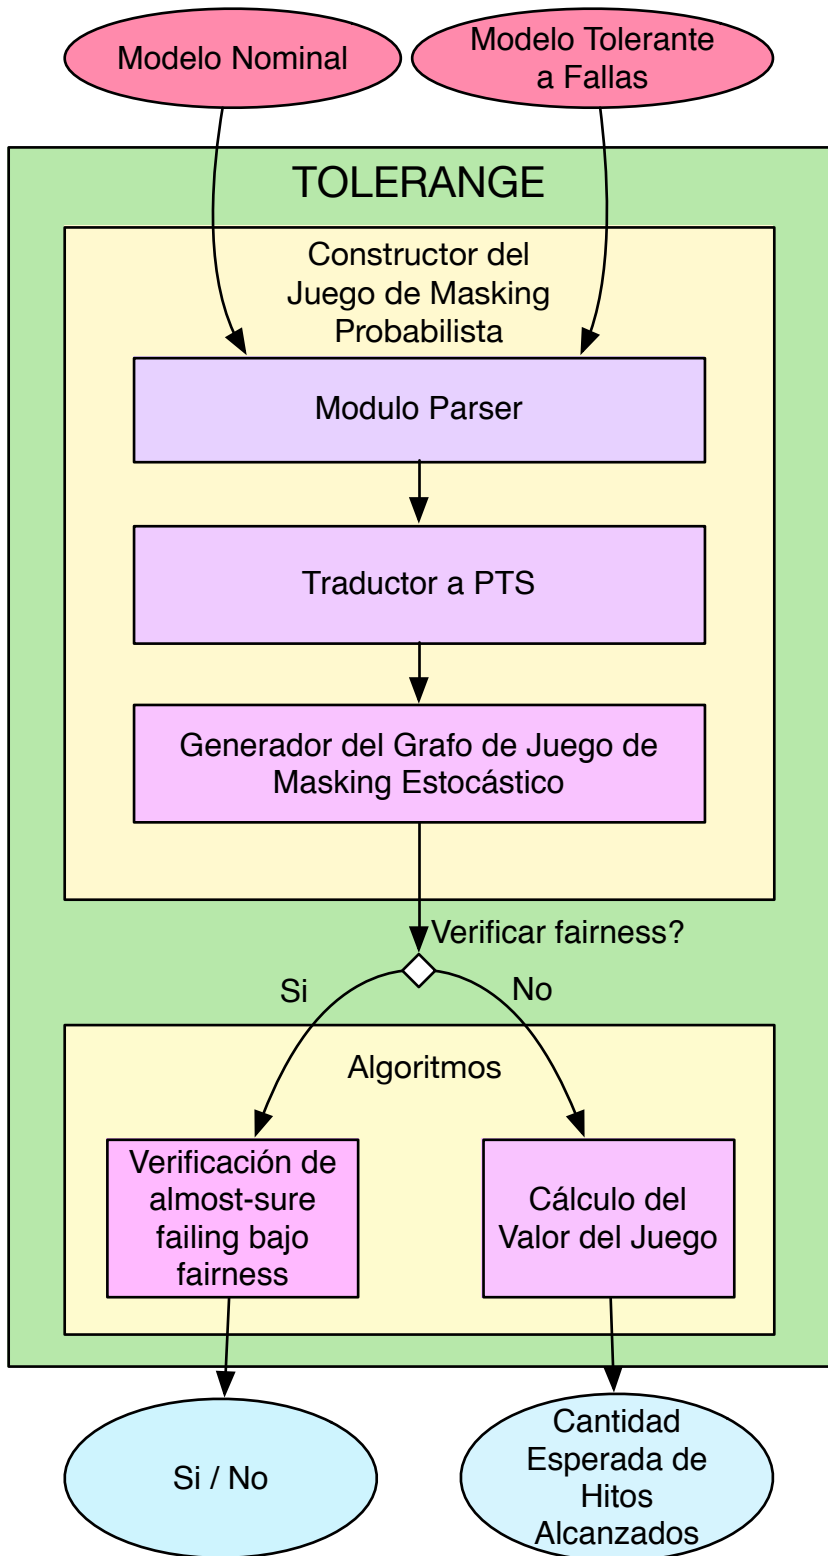 Modelo Nominal
Modelo Tolerante
a Fallas
TOLERANGE
Constructor del
Juego de Masking
Probabilista
Modulo Parser
Traductor a PTS
Generador del Grafo de Juego de
Masking Estocástico
Verificar fairness?
Si
No
Algoritmos
Verificación de
almost-sure
failing bajo
fairness
Cálculo del
Valor del Juego
Si / No
Cantidad
Esperada de
Hitos
Alcanzados